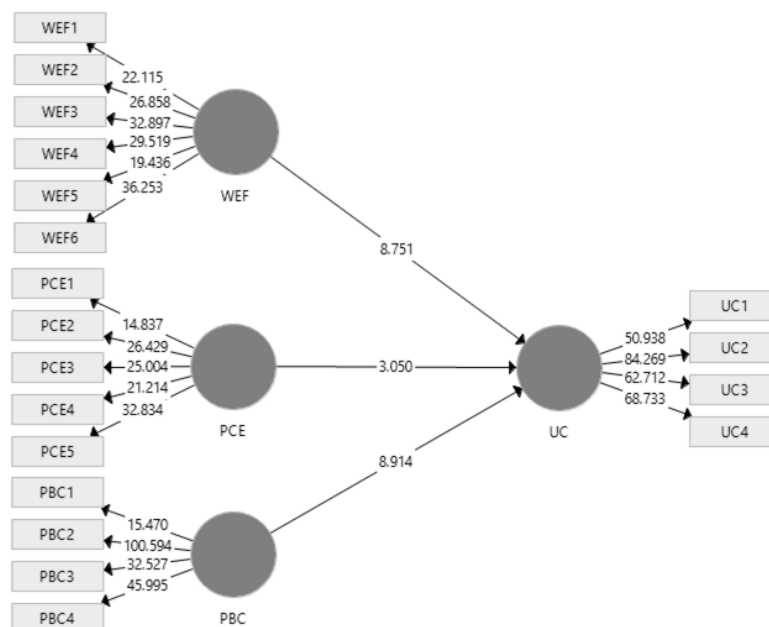 WEF1
WEF2
WEF3
WEF4
WEF5
WEF6
22.115
26.858
32.897
29.519
19.436
36.253
WEF
8.751
PCE1
PCE2
PCE3
PCE4
PCE5
14.837
26.429
25.004
21.214
32.834
PCE
3.050
PBC1
PBC2
PBC3
PBC4
15.470
100.594
32.527
45.995
PBC
8.914
UC
50.938
84.269
62.712
68.733
UC1
UC2
UC3
UC4